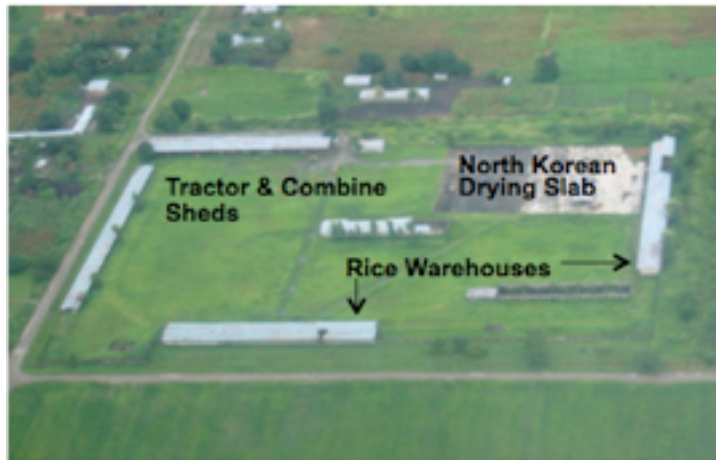 North Korean
Drying Slab
Tractor & Combine
Sheds
Rice Warehouses